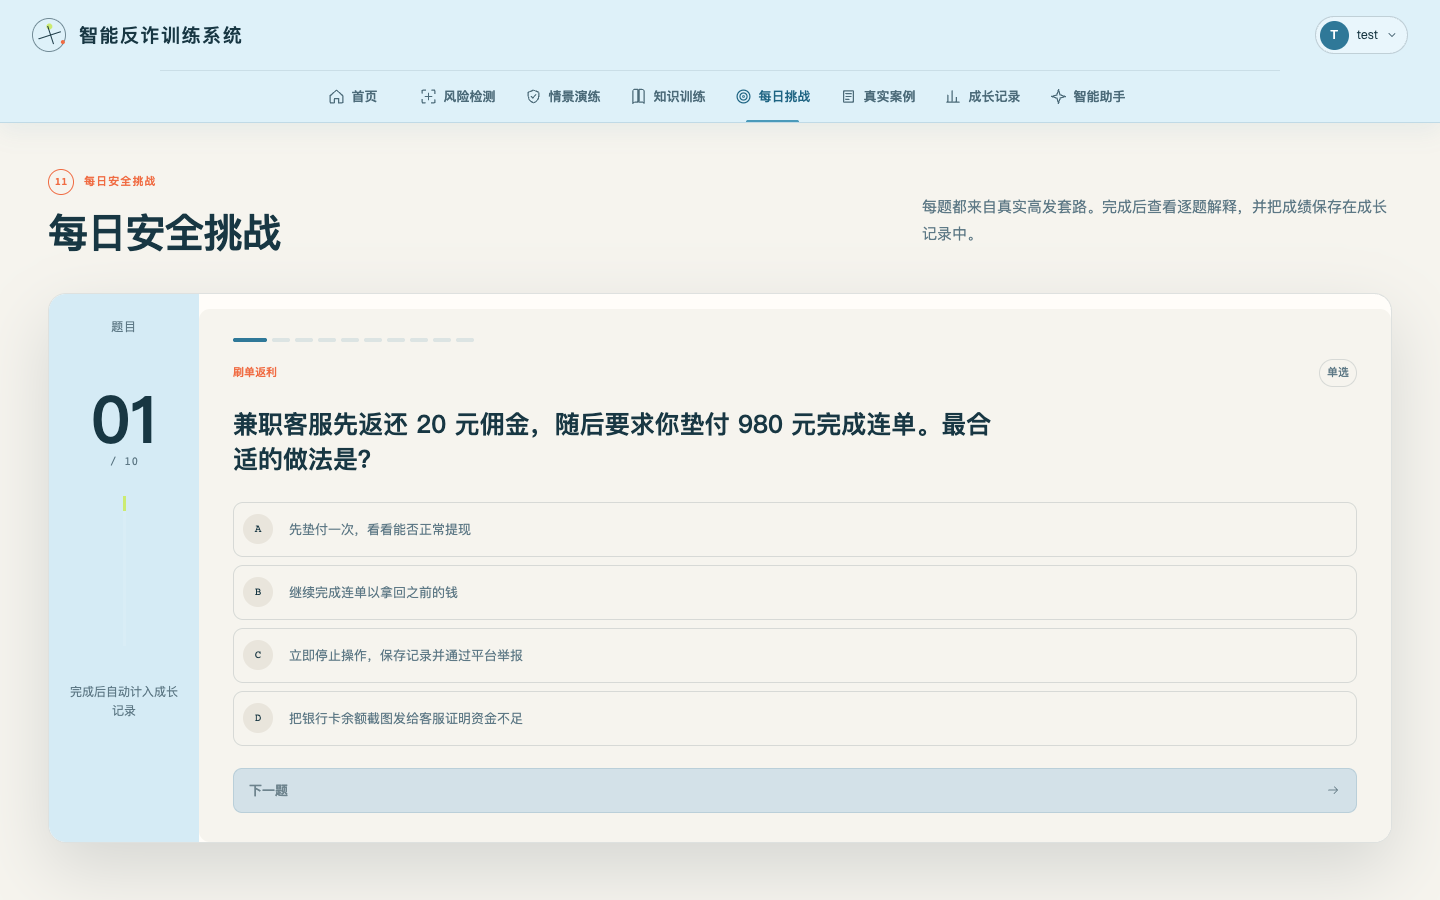 智能反诈训练系统
T test
首页 风险检测 情景演练 知识训练 每日挑战 真实案例 成长记录 智能助手
11 每日安全挑战
每日安全挑战
每题都来自真实高发套路。完成后查看逐题解释，并把成绩保存在成长
记录中。
题目
01
/ 10
完成后自动计入成长
记录
刷单返利
单选
兼职客服先返还 20 元佣金，随后要求你垫付 980 元完成连单。最合
适的做法是？
A 先垫付一次，看看能否正常提现
B 继续完成连单以拿回之前的钱
C 立即停止操作，保存记录并通过平台举报
D 把银行卡余额截图发给客服证明资金不足
下一题